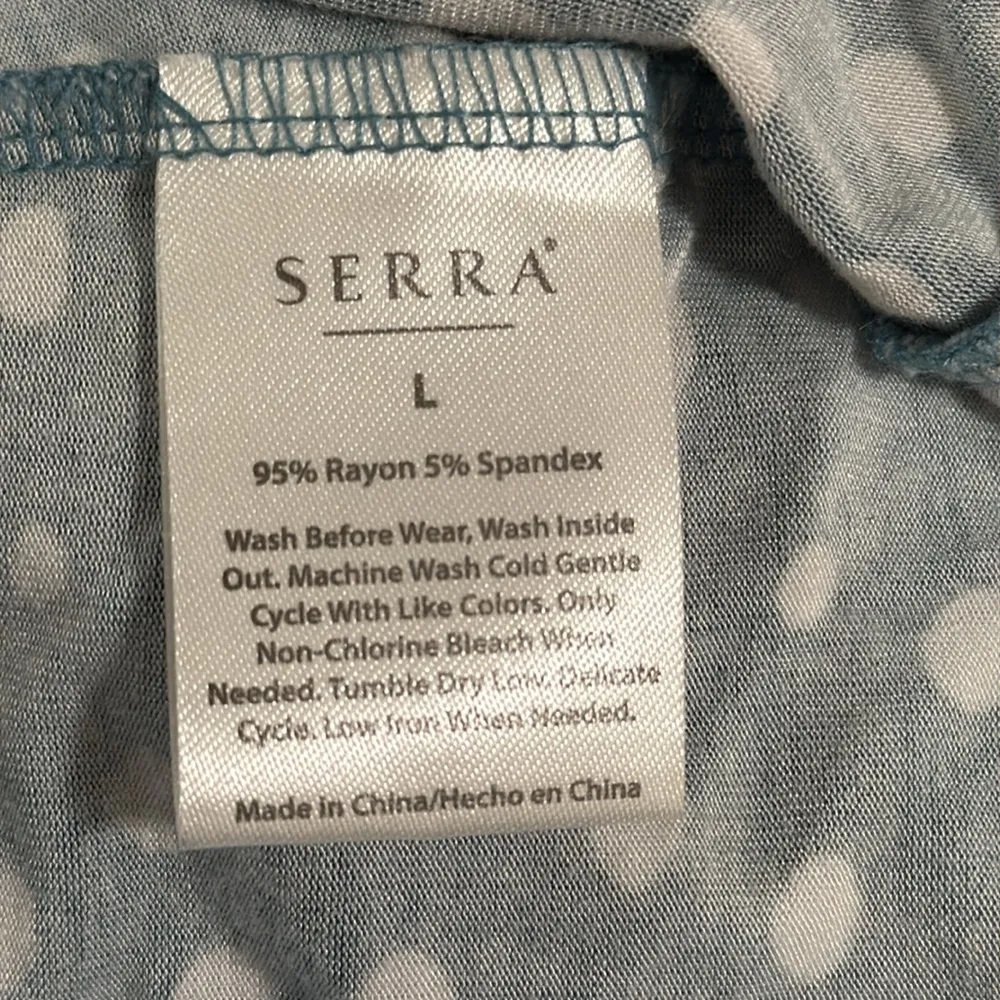 SERRA®
L
95% Rayon 5% Spandex
Wash Before Wear, Wash Inside
Out. Machine Wash Cold Gentle
Cycle With Like Colors. Only
Non-Chlorine Bleach When
Needed. Tumble Dry Low. Delicate
Cycle. Low Iron When Needed.
Made in China/Hecho en China